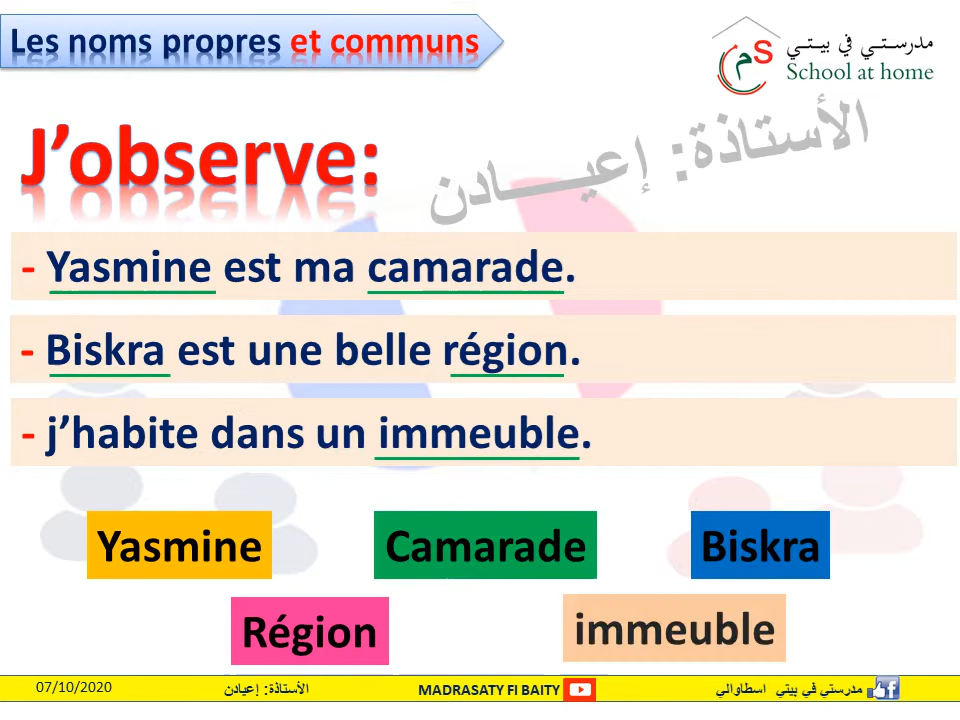 Les noms propres et communs
مدرستي في بيتي
School at home
J’observe:
الأستاذة: إعيـــــادن
- Yasmine est ma camarade.
- Biskra est une belle région.
- j’habite dans un immeuble.
Yasmine Camarade Biskra
Région immeuble
07/10/2020 الأستاذة: إعيادن MADRASATY FI BAITY مدرستي في بيتي اسطاوالي